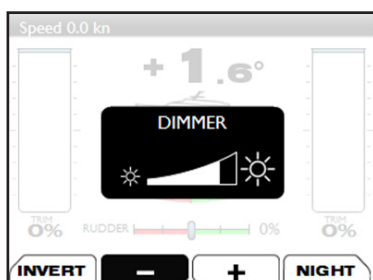 Speed 0.0 kn
+ 1.6°
DIMMER
TRIM
0%
RUDDER
0%
TRIM
0%
INVERT
−
+
NIGHT